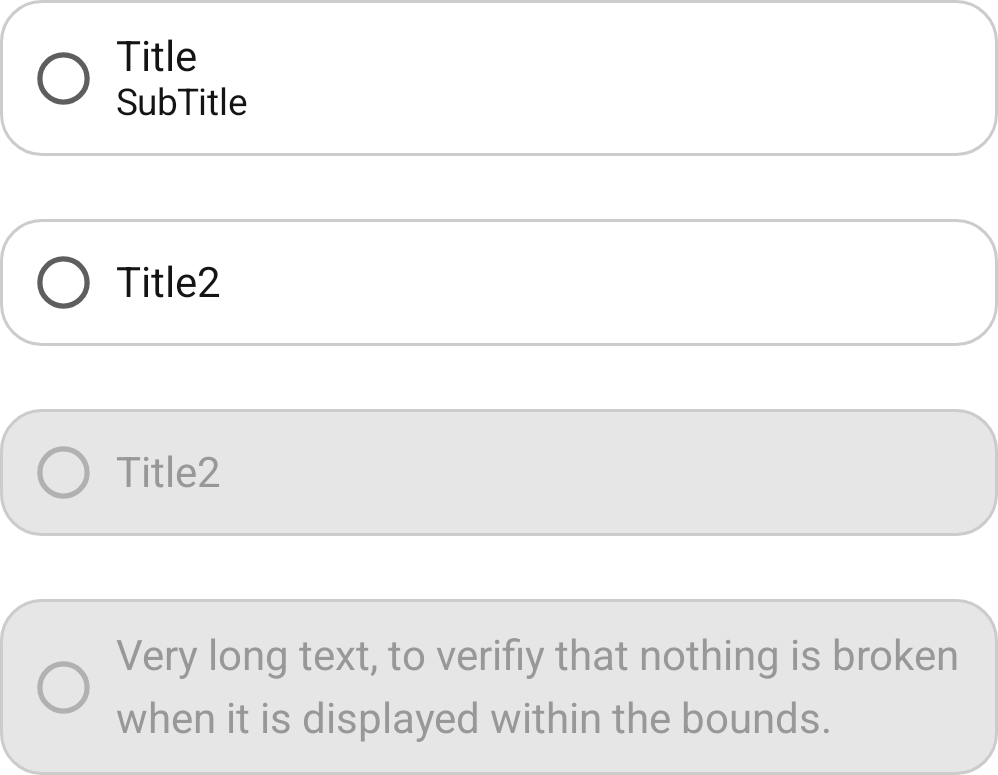 Title
SubTitle
Title2
Title2
Very long text, to verifiy that nothing is broken
when it is displayed within the bounds.